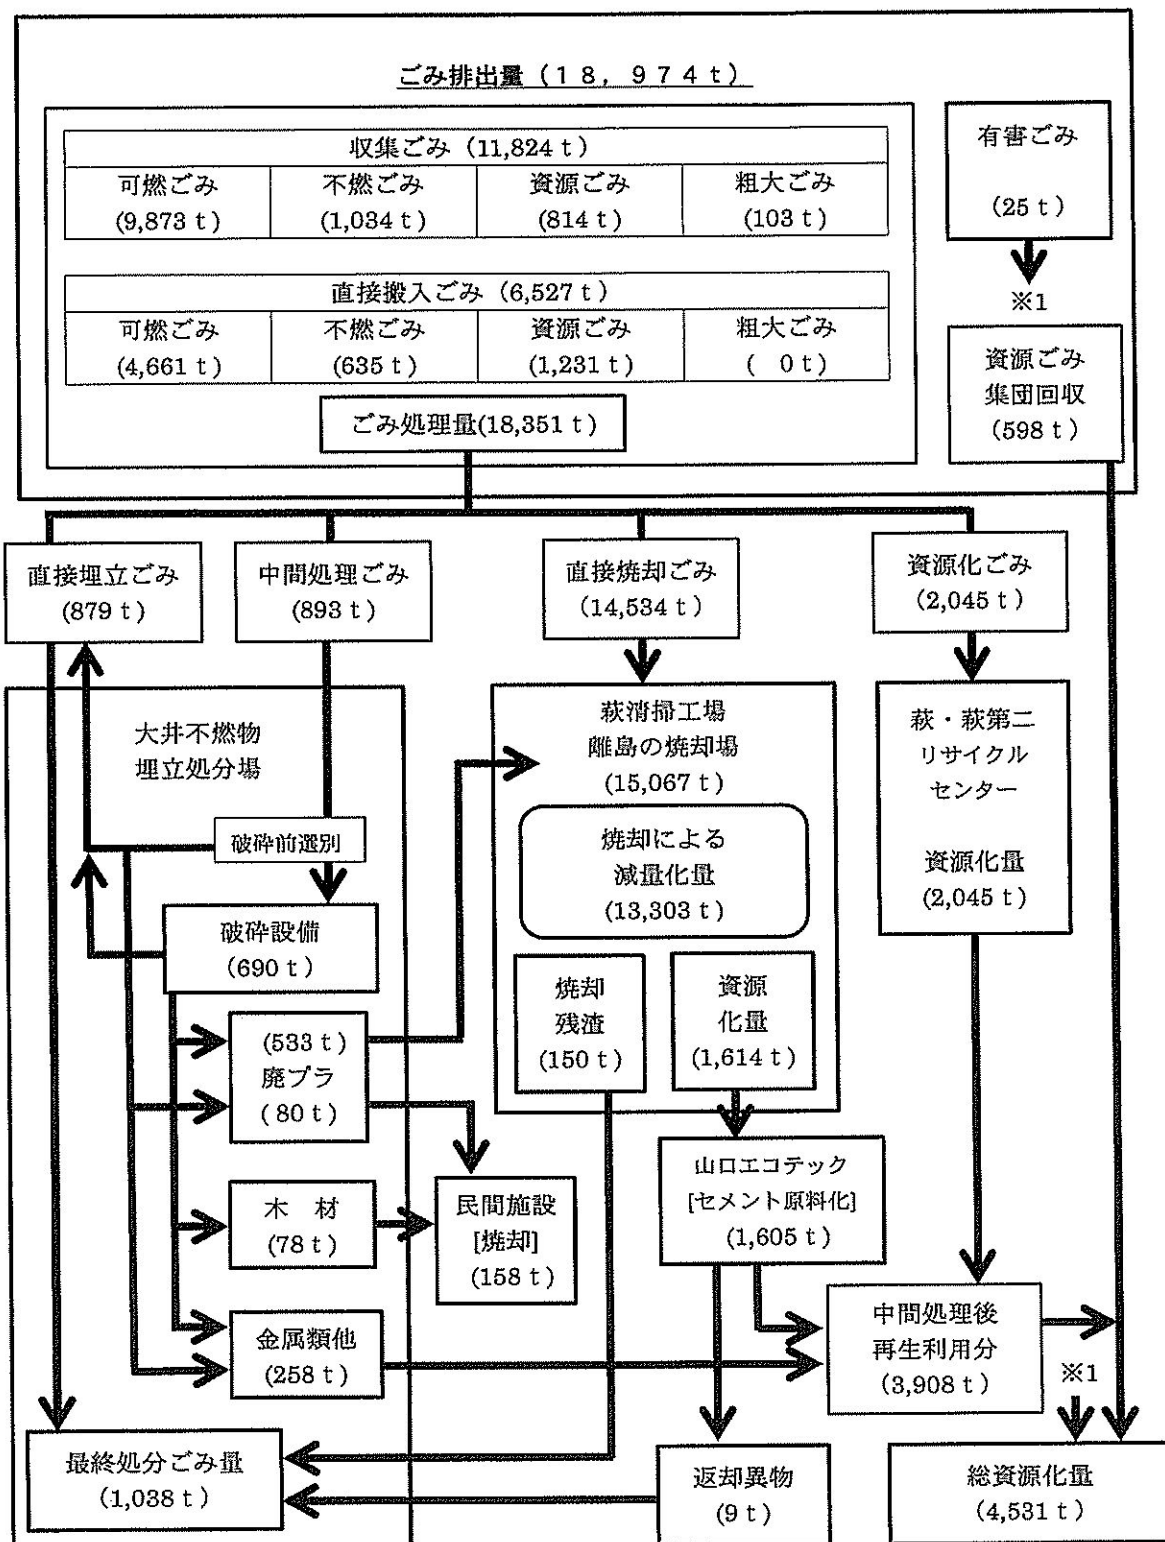 ごみ排出量（１８，９７４ｔ）
収集ごみ（11,824ｔ）
可燃ごみ
(9,873ｔ)
不燃ごみ
(1,034ｔ)
資源ごみ
(814ｔ)
粗大ごみ
(103ｔ)
直接搬入ごみ（6,527ｔ）
可燃ごみ
(4,661ｔ)
不燃ごみ
(635ｔ)
資源ごみ
(1,231ｔ)
粗大ごみ
(　0ｔ)
ごみ処理量(18,351ｔ)
有害ごみ
(25ｔ)
※1
資源ごみ
集団回収
(598ｔ)
直接埋立ごみ
(879ｔ)
中間処理ごみ
(893ｔ)
直接焼却ごみ
(14,534ｔ)
資源化ごみ
(2,045ｔ)
大井不燃物
埋立処分場
破砕前選別
破砕設備
(690ｔ)
(533ｔ)
廃プラ
(80ｔ)
木　材
(78ｔ)
金属類他
(258ｔ)
萩清掃工場
離島の焼却場
(15,067ｔ)
焼却による
減量化量
(13,303ｔ)
焼却
残渣
(150ｔ)
資源
化量
(1,614ｔ)
萩・萩第二
リサイクル
センター
資源化量
(2,045ｔ)
民間施設
[焼却]
(158ｔ)
山口エコテック
[セメント原料化]
(1,605ｔ)
中間処理後
再生利用分
(3,908ｔ)
※1
最終処分ごみ量
(1,038ｔ)
返却異物
(9ｔ)
総資源化量
(4,531ｔ)